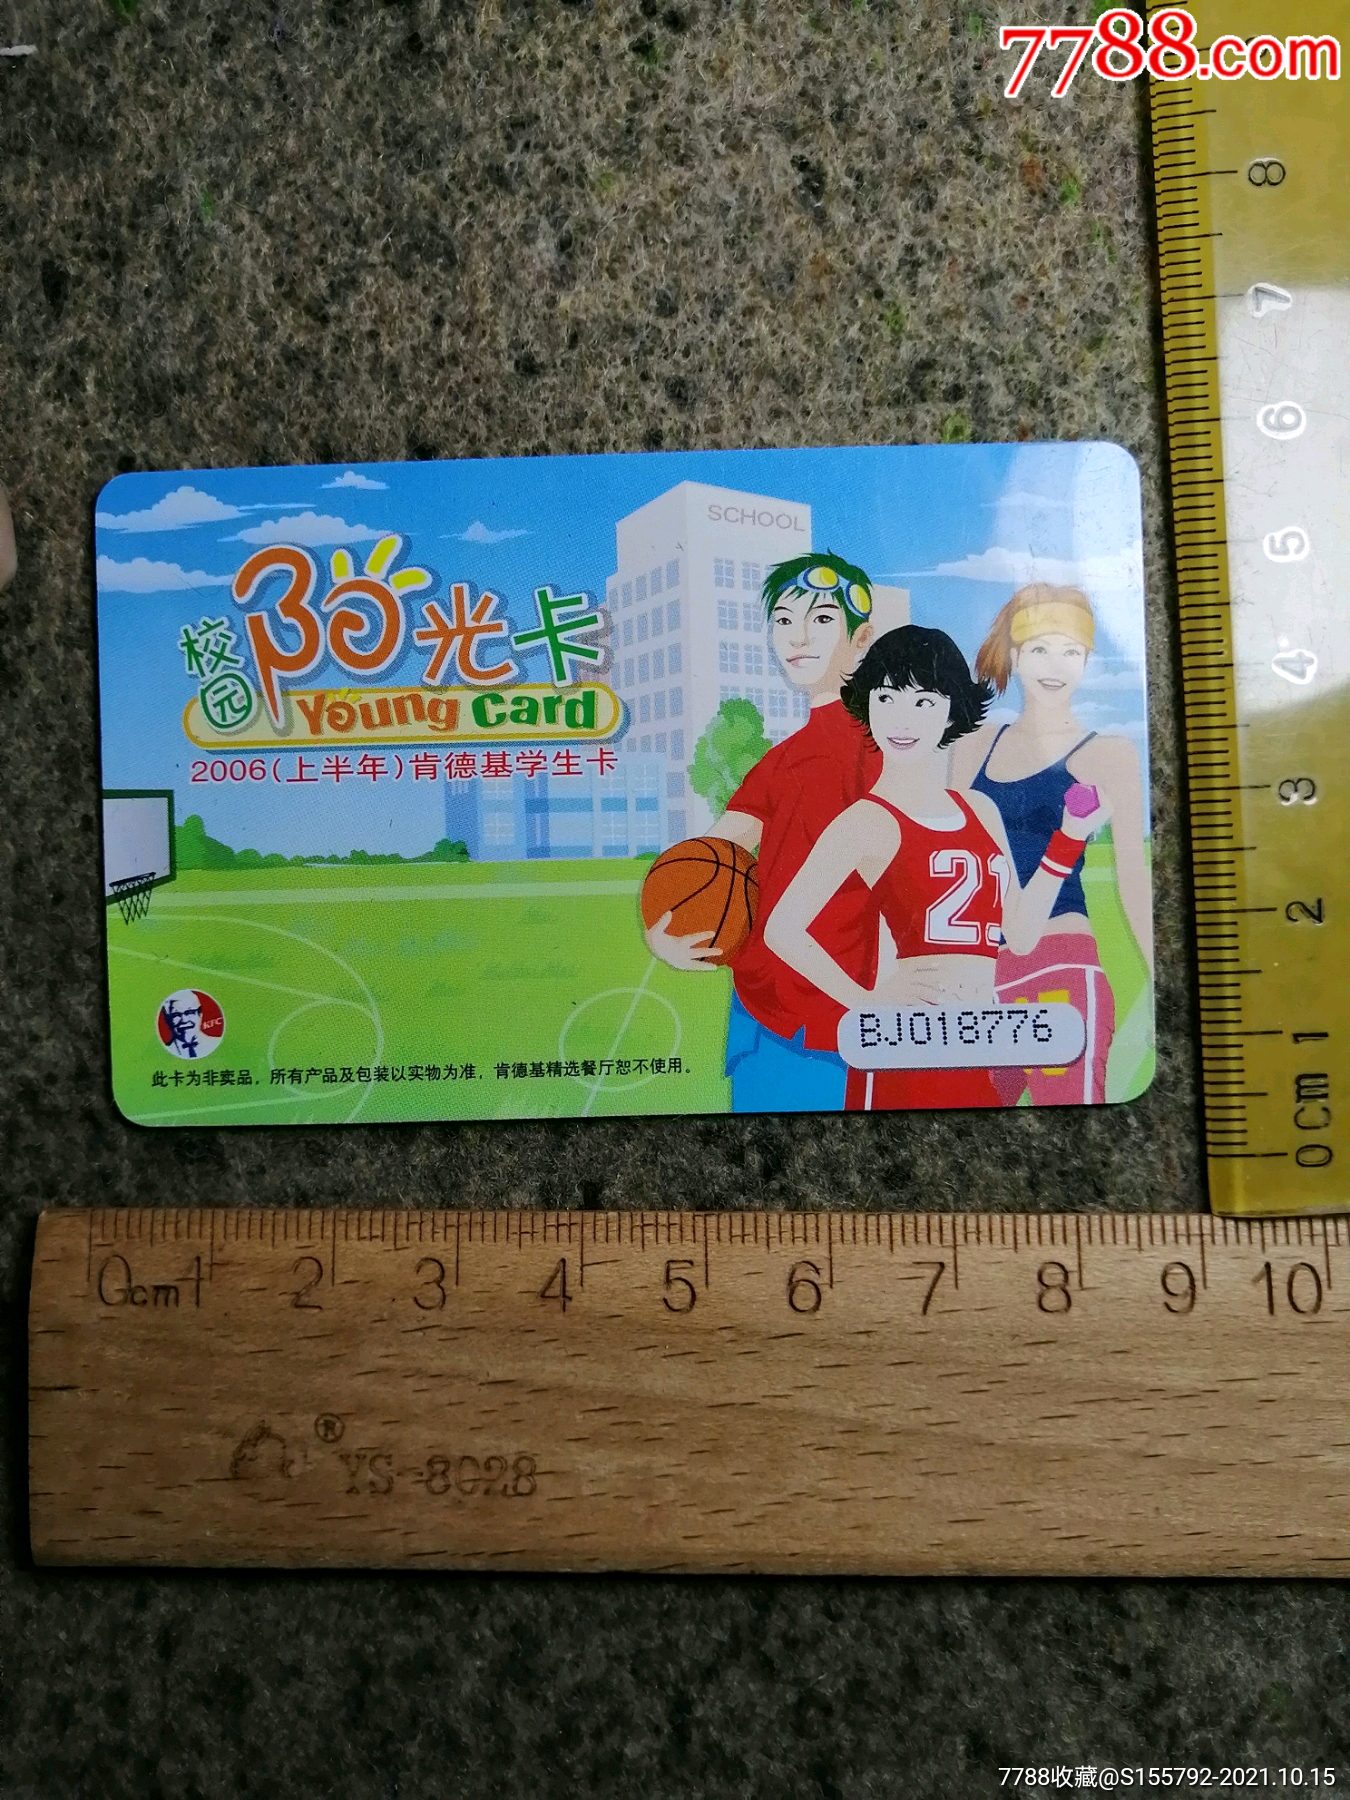 7788.com
SCHOOL
校园阳光卡
Young Card
2006(上半年)肯德基学生卡
21
KFC
BJ018776
此卡为非卖品，所有产品及包装以实物为准，肯德基精选餐厅恕不使用。
8
7
6
5
4
3
2
1
0cm
0cm 1 2 3 4 5 6 7 8 9 10
® YS-8028
7788收藏@S155792-2021.10.15